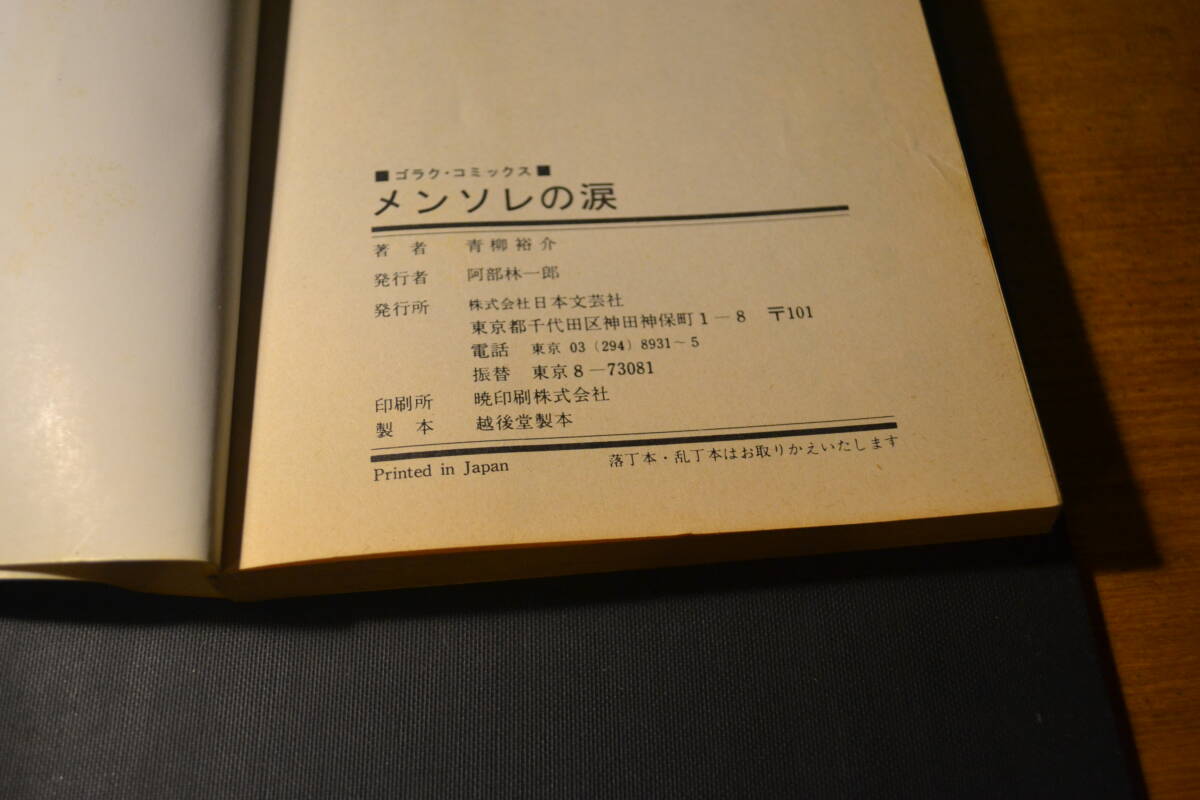 ■ゴラク・コミックス■
メンソレの涙
著者 青柳裕介
発行者 阿部林一郎
発行所 株式会社日本文芸社
東京都千代田区神田神保町1－8 〒101
電話 東京 03 (294) 8931～5
振替 東京8－73081
印刷所 暁印刷株式会社
製本 越後堂製本
Printed in Japan 落丁本・乱丁本はお取りかえいたします